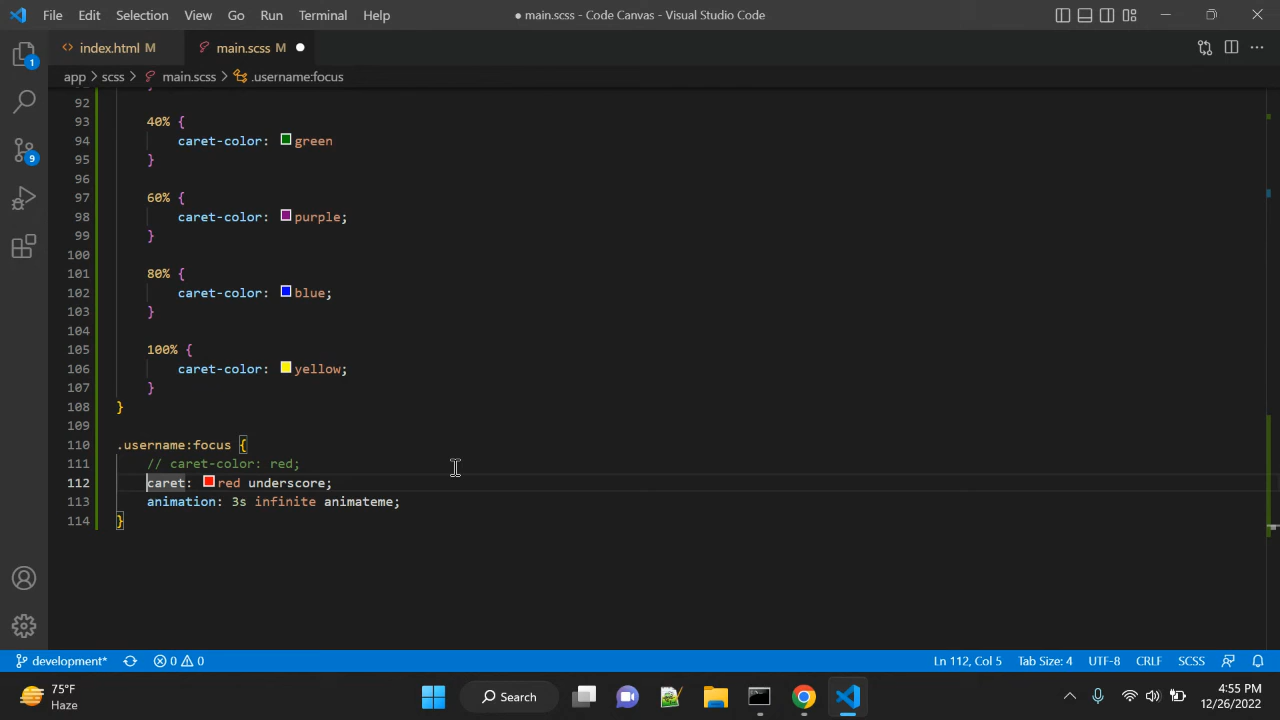 File Edit Selection View Go Run Terminal Help
● main.scss - Code Canvas - Visual Studio Code
index.html M
main.scss M
app > scss > main.scss > .username:focus
92
93 40% {
94 caret-color: green
95 }
96
97 60% {
98 caret-color: purple;
99 }
100
101 80% {
102 caret-color: blue;
103 }
104
105 100% {
106 caret-color: yellow;
107 }
108 }
109
110 .username:focus {
111 // caret-color: red;
112 caret: red underscore;
113 animation: 3s infinite animateme;
114 }
1
9
development* 0 0 Ln 112, Col 5 Tab Size: 4 UTF-8 CRLF SCSS
75°F
Haze
Search
4:55 PM
12/26/2022